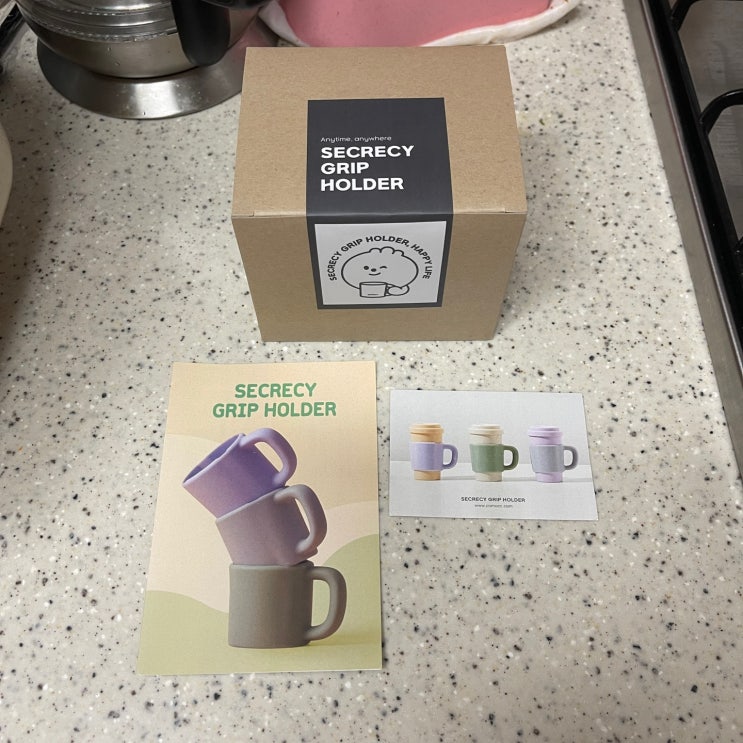 Anytime, anywhere
SECRECY
GRIP
HOLDER
SECRECY GRIP HOLDER, HAPPY LIFE
SECRECY
GRIP HOLDER
SECRECY GRIP HOLDER